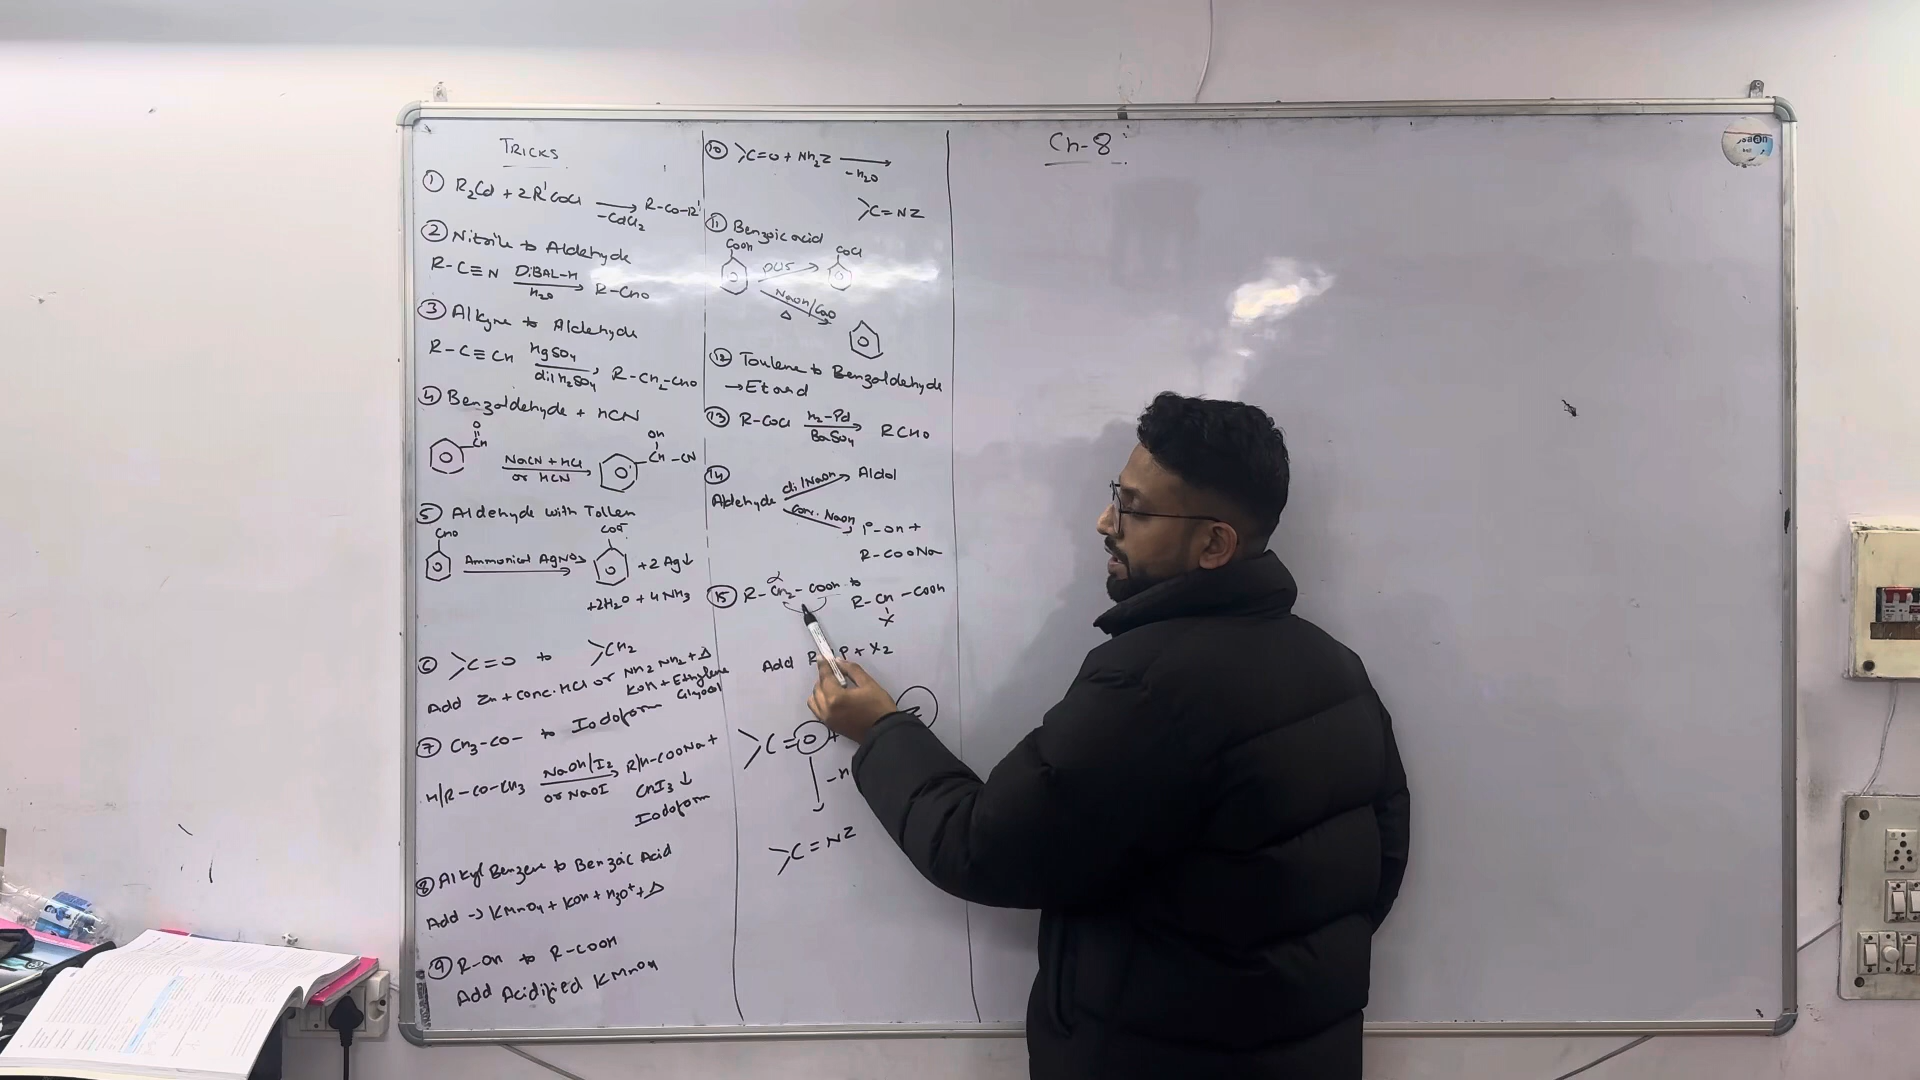 TRICKS
① R₂Cd + 2R'COCl → -CdCl₂ R-CO-R'
② Nitrile to Aldehyde
R-C≡N DiBAL-H → H₂O R-CHO
③ Alkyne to Aldehyde
R-C≡CH HgSO₄ dil H₂SO₄, R-CH₂-CHO
④ Benzaldehyde + HCN
O
CH
NaCN + HCl → or HCN
OH
CH-CN
⑤ Aldehyde with Tollen
CHO
Ammonical AgNO₃ →
COO⁻
+2Ag↓
+2H₂O + 4NH₃
⑥ >C=O to >CH₂
Add Zn + conc. HCl or NH₂NH₂ + Δ
KOH + Ethylene
Glycol
⑦ CH₃-CO- to Iodoform
H/R-CO-CH₃ NaOH/I₂ → or NaOI R/H-COONa +
CHI₃ ↓
Iodoform
⑧ Alkyl Benzene to Benzoic Acid
Add → KMnO₄ + KOH + H₃O⁺ + Δ
⑨ R-OH to R-COOH
Add Acidified KMnO₄
⑩ >C=O + NH₂Z → -H₂O
>C=NZ
⑪ Benzoic acid
COOH
PCl5 →
COCl
NaOH/CaO → Δ
⑫ Toulene to Benzaldehyde
→ Etard
⑬ R-COCl H₂-Pd → BaSO₄ RCHO
⑭
Aldehyde dil NaOH → Aldol
Conc. NaOH → 1°-OH +
R-COONa
⑮ R-CH₂-COOH to
α
R-CH-COOH
X
Add P + X₂
>C=O +
-H
>C=NZ
Ch-8